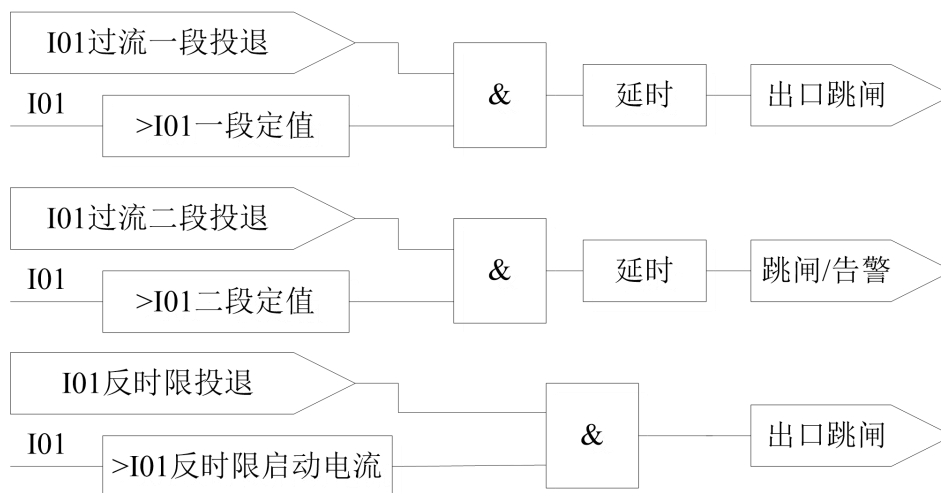 I01过流一段投退
I01
>I01一段定值
&
延时
出口跳闸
I01过流二段投退
I01
>I01二段定值
&
延时
跳闸/告警
I01反时限投退
I01
>I01反时限启动电流
&
出口跳闸